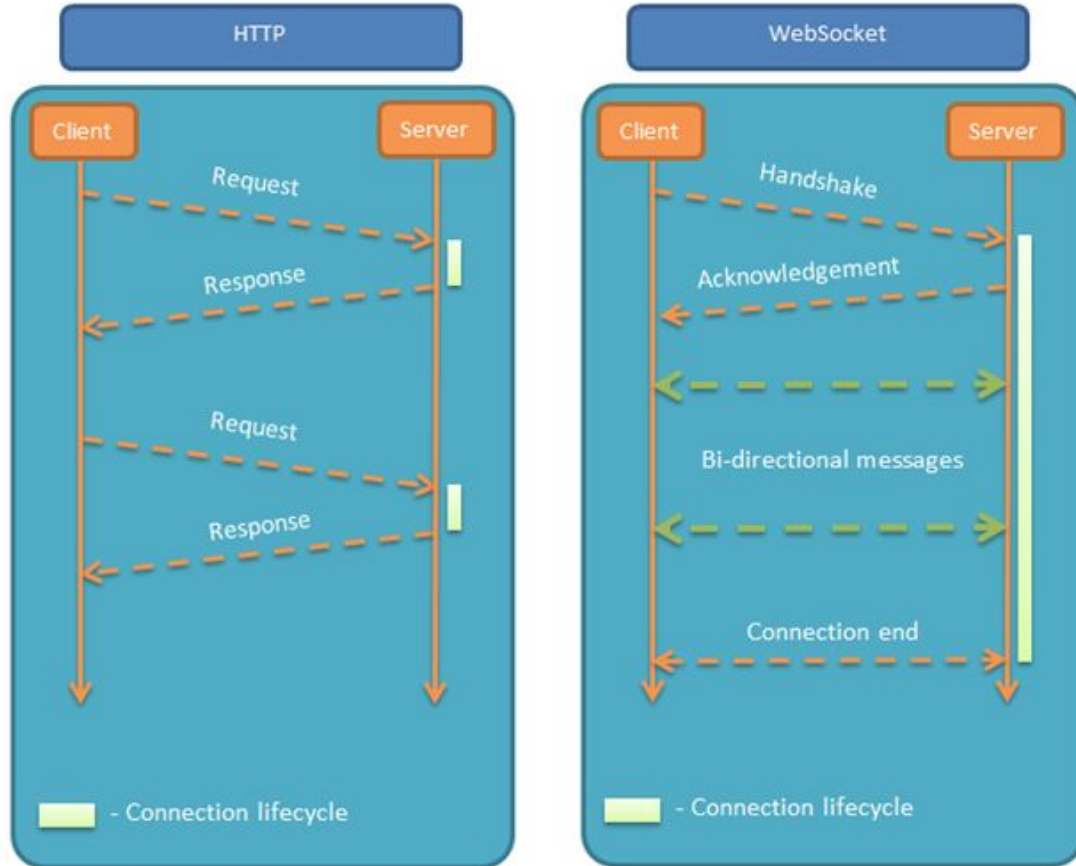 HTTP
Client
Server
Request
Response
Request
Response
- Connection lifecycle
WebSocket
Client
Server
Handshake
Acknowledgement
Bi-directional messages
Connection end
- Connection lifecycle